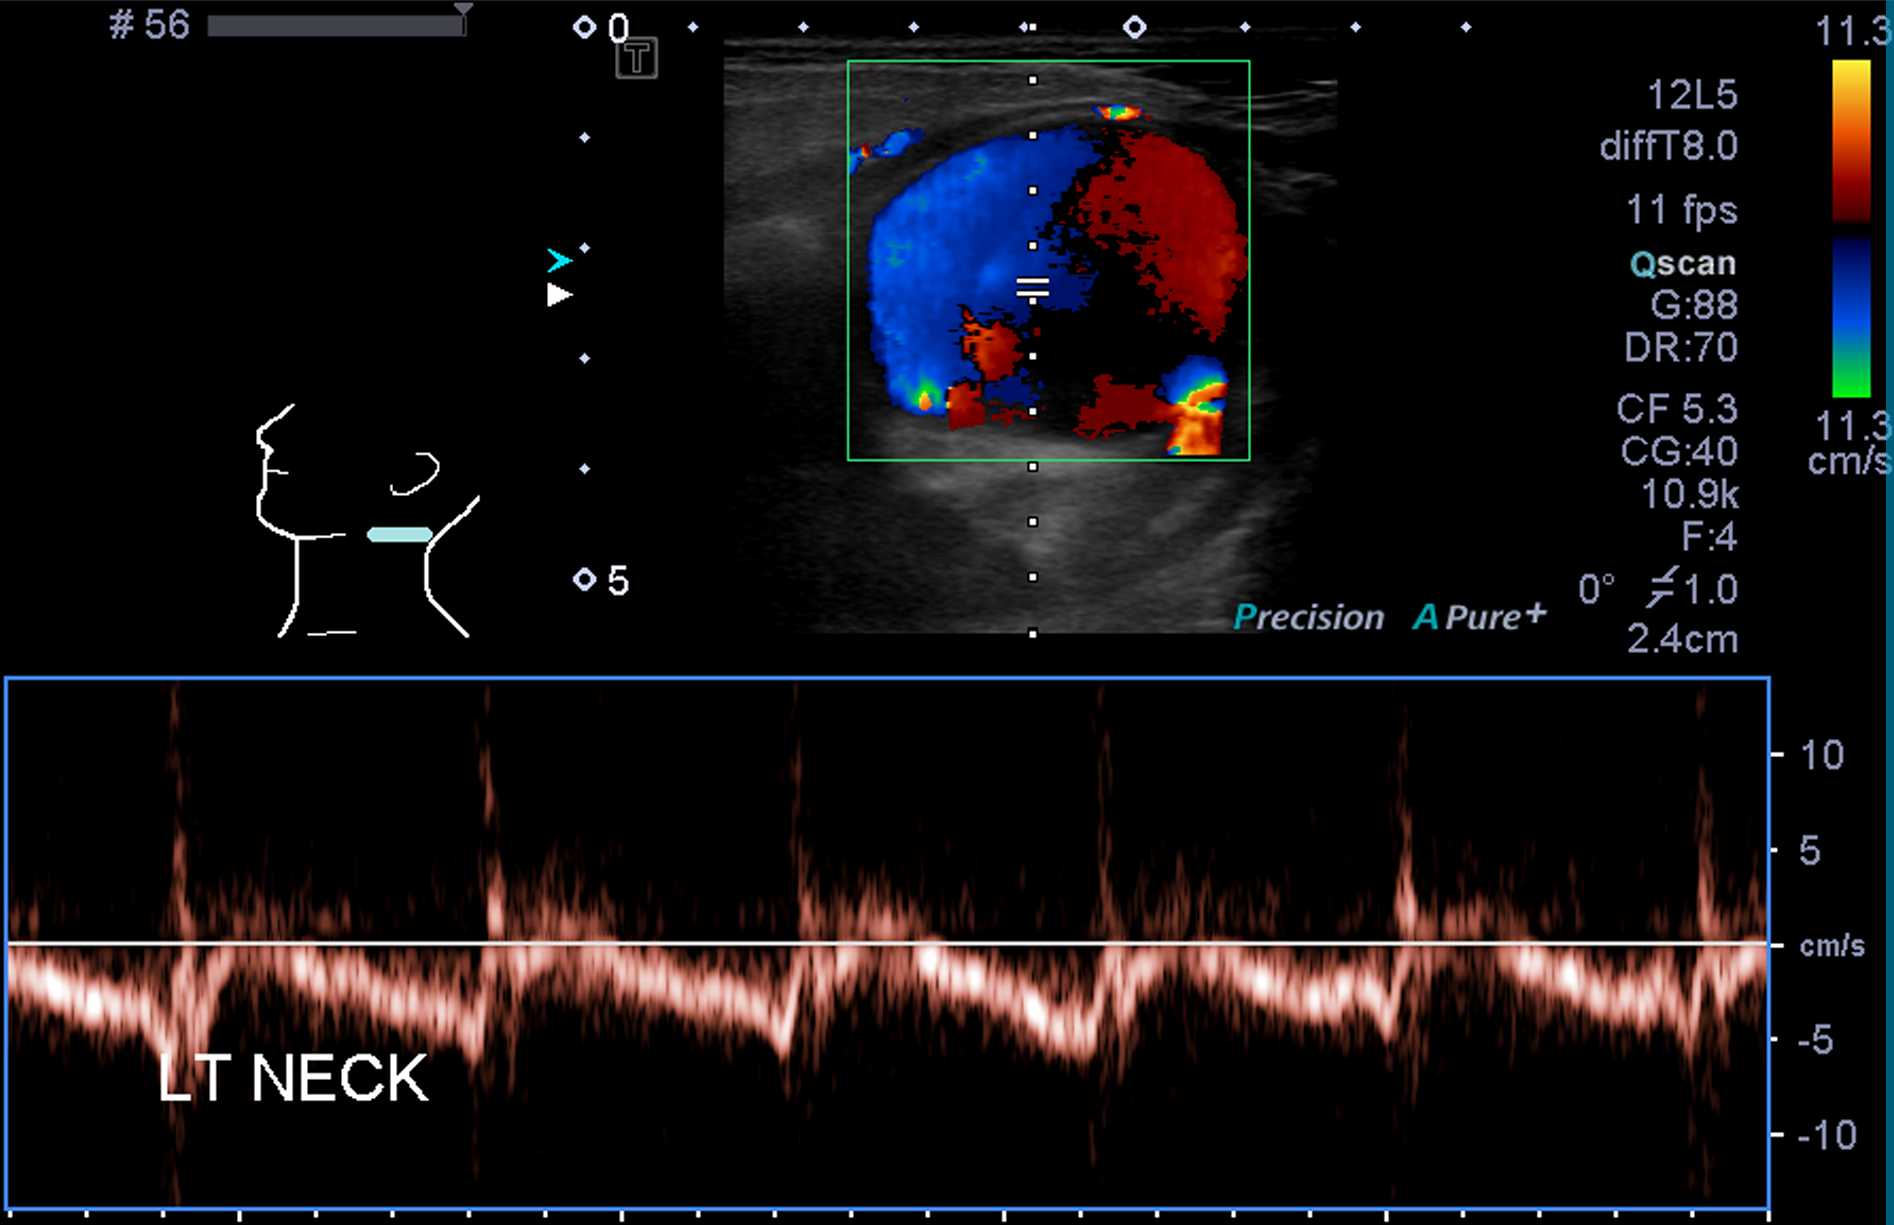 # 56
0
T
11.3
12L5
diffT8.0
11 fps
Qscan
G:88
DR:70
CF 5.3
CG:40
10.9k
F:4
0° 1.0
2.4cm
11.3
cm/s
5
Precision A Pure+
10
5
cm/s
-5
-10
LT NECK